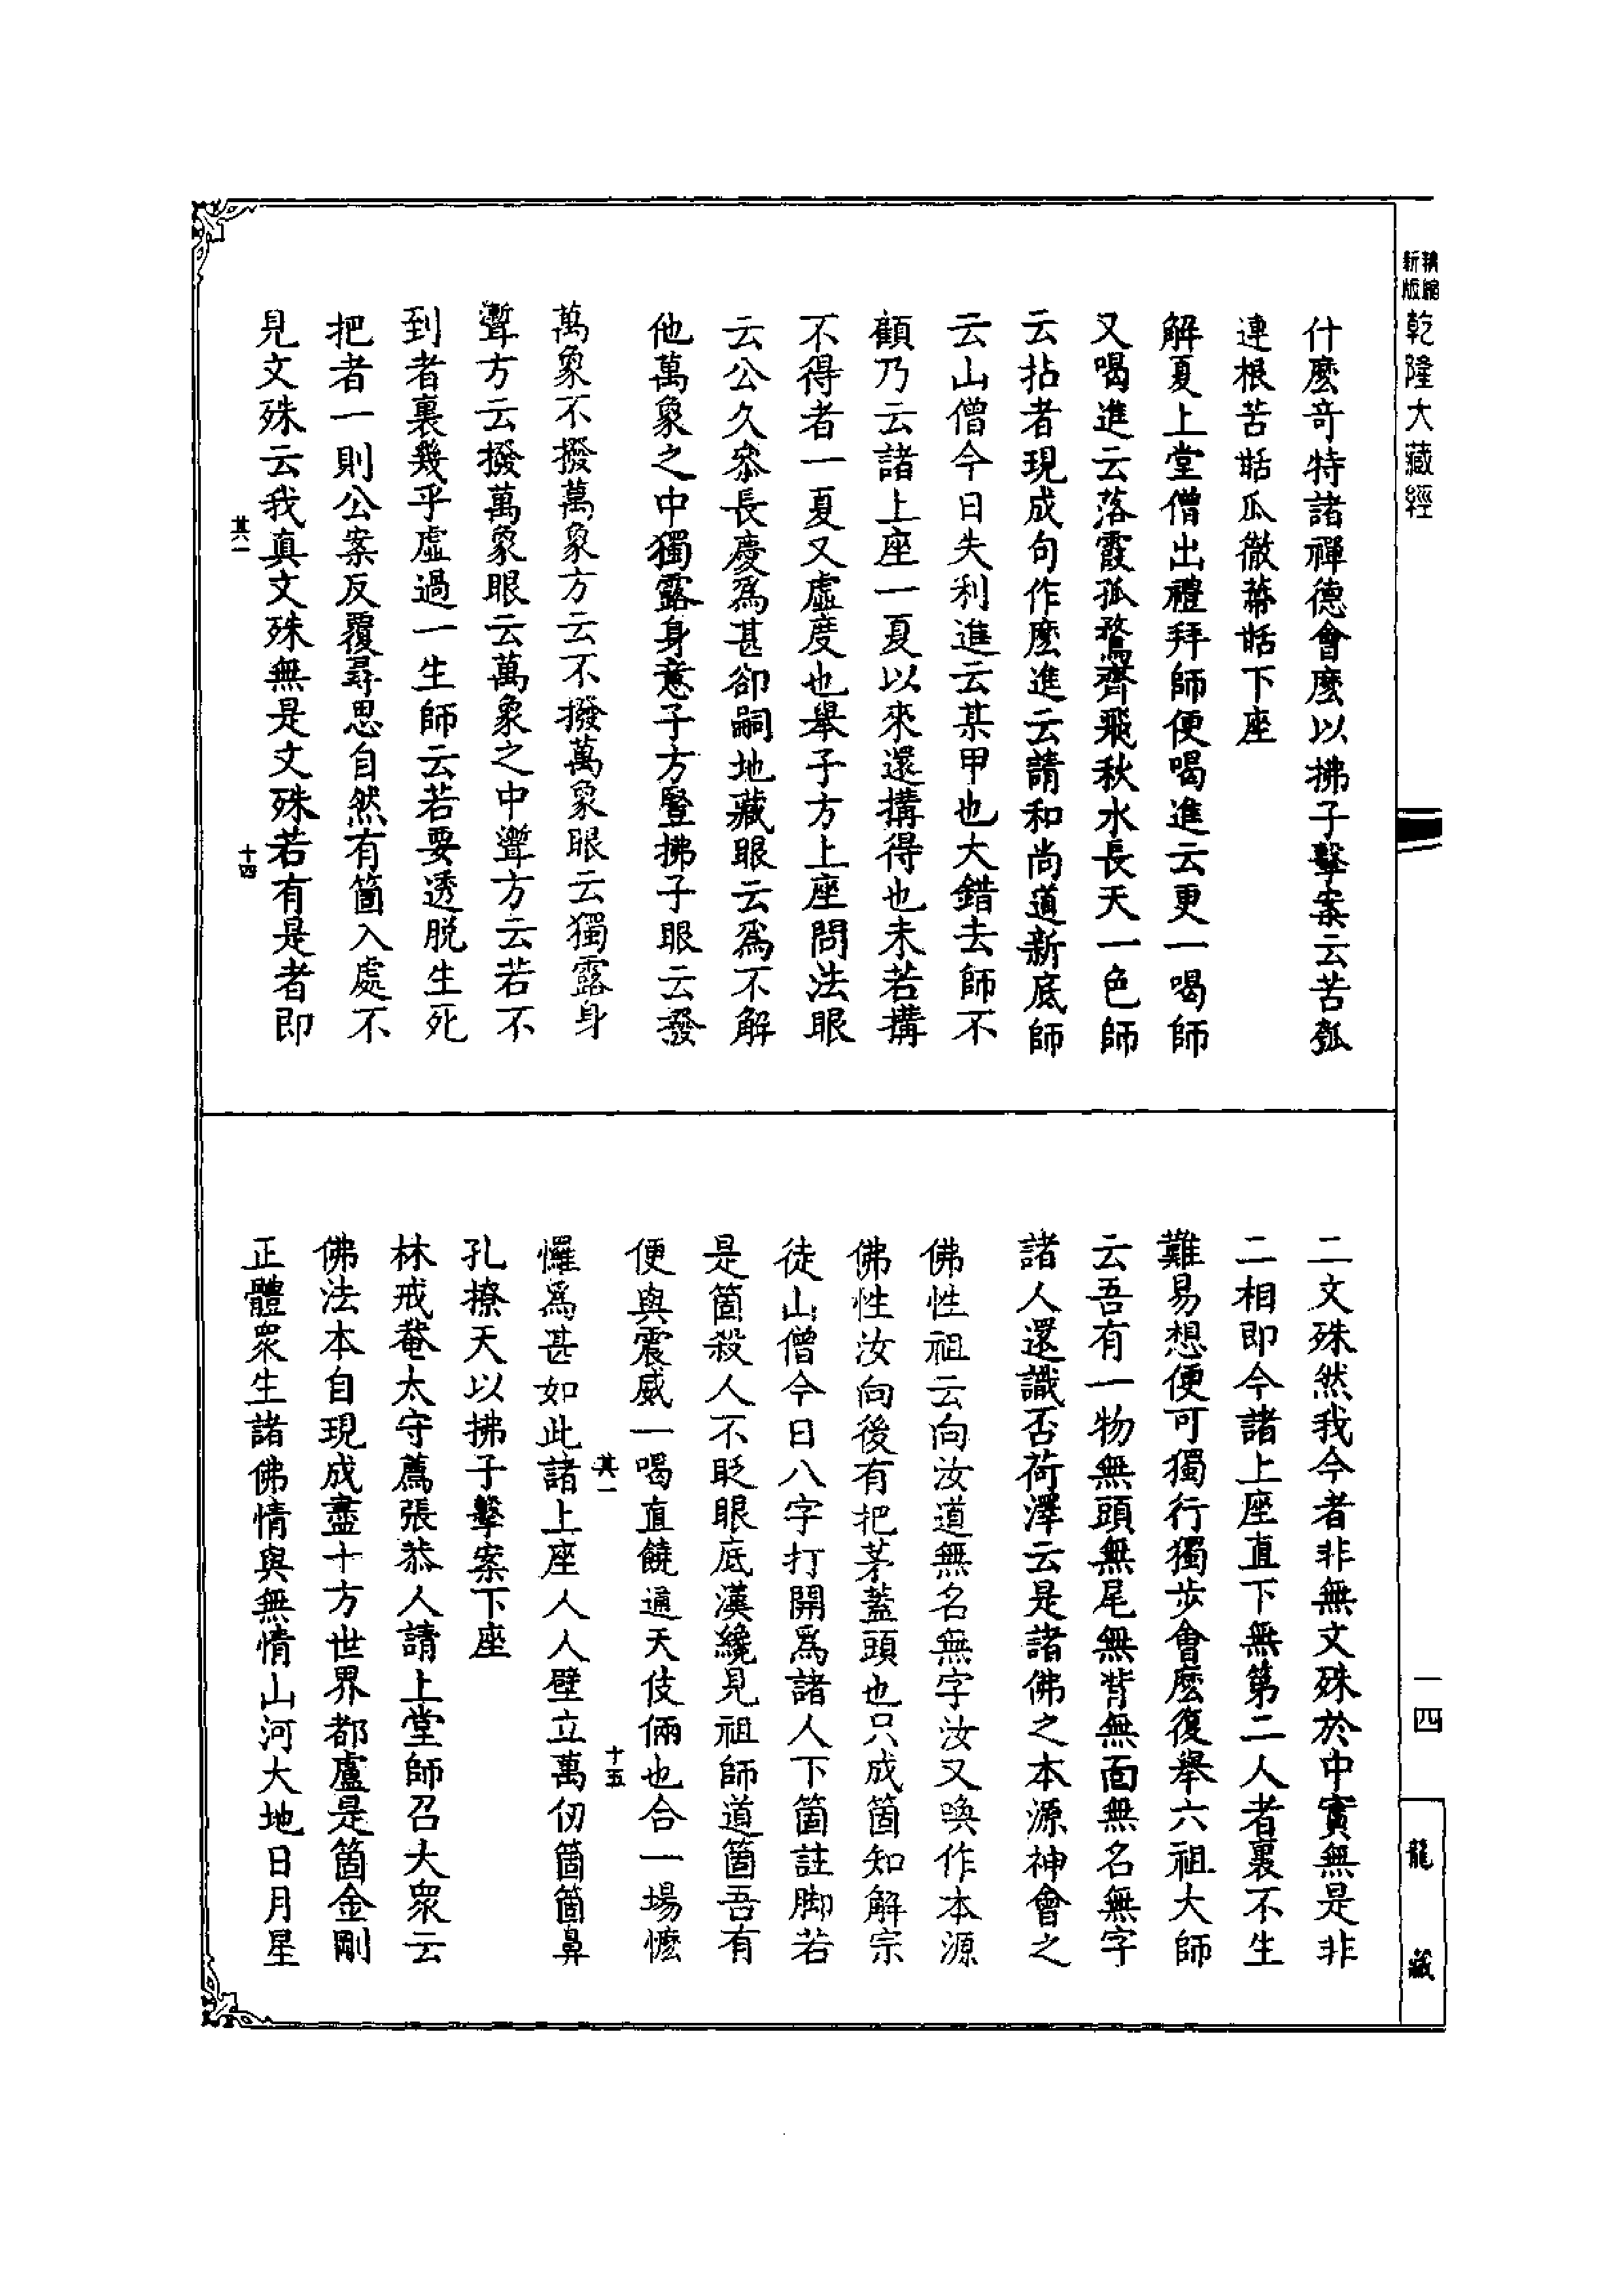 精縮新版乾隆大藏經
什麽竒特諸禪德會麽以拂子擊案云苦瓠
連根苦甛瓜徹蔕甛下座
解夏上堂僧出禮拜師便喝進云更一喝師
又喝進云落霞孤鶩齊飛秋水長天一色師
云拈者現成句作麽進云請和尚道新底師
云山僧今日失利進云某甲也大錯去師不
顧乃云諸上座一夏以來還搆得也未若搆
不得者一夏又虛度也舉子方上座問法眼
云公久叅長慶爲甚卻嗣地藏眼云爲不解
他萬象之中獨露身意子方豎拂子眼云撥
萬象不撥萬象方云不撥萬象眼云獨露身
聻方云撥萬象眼云萬象之中聻方云若不
到者裏幾乎虛過一生師云若要透脫生死
把者一則公案反覆尋思自然有箇入處不
見文殊云我真文殊無是文殊若有是者即
其一
十四
二文殊然我今者非無文殊於中實無是非
二相即今諸上座直下無第二人者裏不生
難易想便可獨行獨步會麽復舉六祖大師
云吾有一物無頭無尾無背無面無名無字
諸人還識否荷澤云是諸佛之本源神會之
佛性祖云向汝道無名無字汝又喚作本源
佛性汝向後有把茅蓋頭也只成箇知解宗
徒山僧今日八字打開爲諸人下箇註脚若
是箇殺人不眨眼底漢纔見祖師道箇吾有
便與震威一喝直饒通天伎倆也合一場懡
㦬爲甚如此諸上座人人壁立萬仞箇箇鼻
其一
十五
孔撩天以拂子擊案下座
林戒菴太守薦張恭人請上堂師召大衆云
佛法本自現成盡十方世界都盧是箇金剛
正體衆生諸佛情與無情山河大地日月星
一四
龍藏